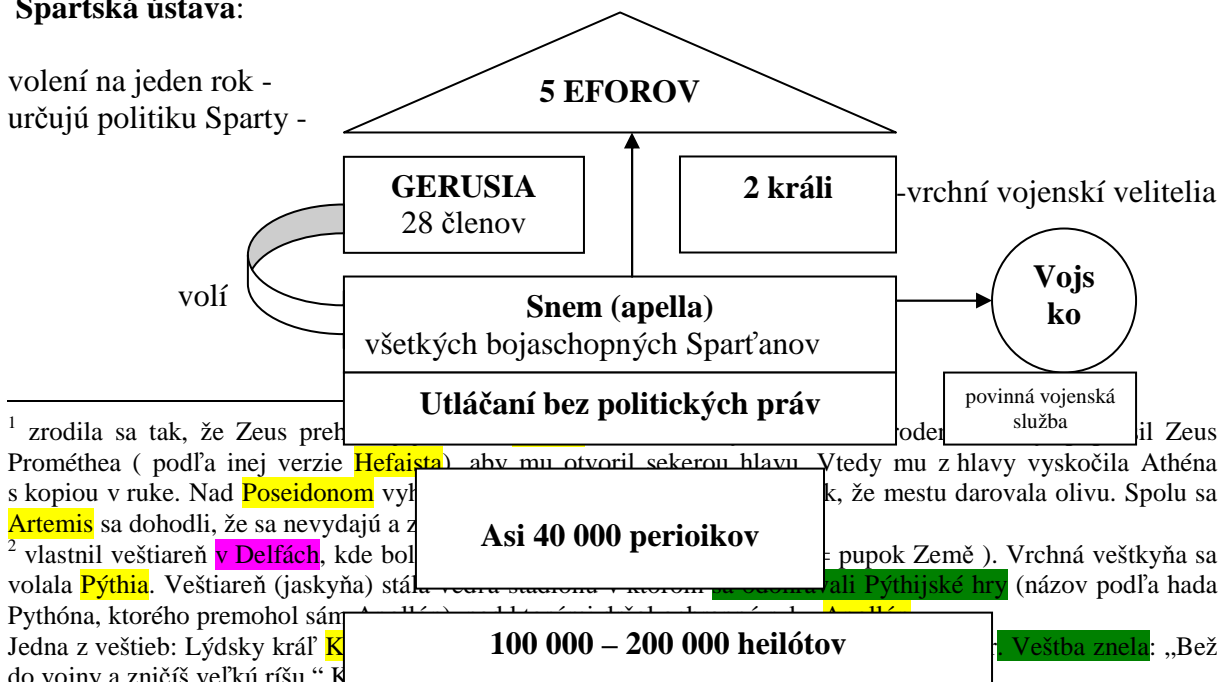 Spartská ústava:
volení na jeden rok -
určujú politiku Sparty -
5 EFOROV
GERUSIA
28 členov
2 králi
-vrchní vojenskí velitelia
volí
Snem (apella)
všetkých bojaschopných Sparťanov
Vojs
ko
Utláčaní bez politických práv
povinná vojenská
služba
Asi 40 000 perioikov
100 000 – 200 000 heilótov
1 zrodila sa tak, že Zeus Zeus
Prométhea ( podľa inej verzie Hefaista), aby mu otvoril sekerou hlavu. Vtedy mu z hlavy vyskočila Athéna
s kopiou v ruke. Nad Poseidonom že mestu darovala olivu. Spolu sa
Artemis sa dohodli, že sa nevydajú a
2 vlastnil veštiareň v Delfách, kde = pupok Země ). Vrchná veštkyňa sa
volala Pýthia. Veštiareň (jaskyňa) stála vedľa štadiónu v ktorom sa odohrávali Pýthijské hry (názov podľa hada
Pythóna, ktorého premohol sám
Jedna z veštieb: Lýdsky kráľ Veštba znela: „Bež
do vojny a zničíš veľkú ríšu.“